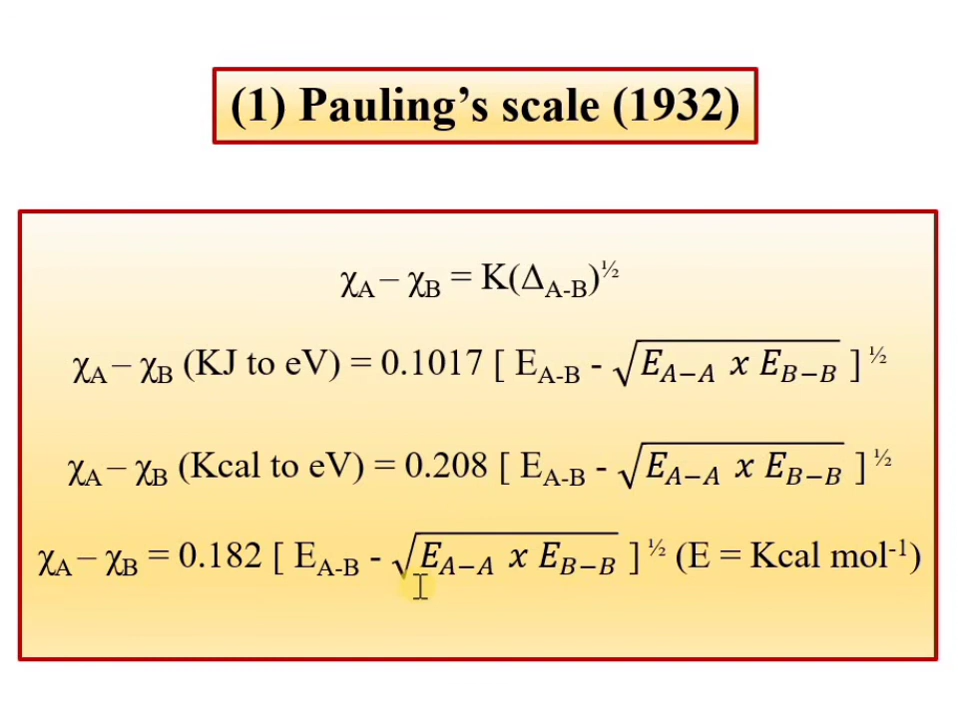 (1) Pauling’s scale (1932)
χA – χB = K(ΔA-B)½
χA – χB (KJ to eV) = 0.1017 [ EA-B - √EA−A x EB−B ] ½
χA – χB (Kcal to eV) = 0.208 [ EA-B - √EA−A x EB−B ] ½
χA – χB = 0.182 [ EA-B - √EA−A x EB−B ] ½ (E = Kcal mol-1)